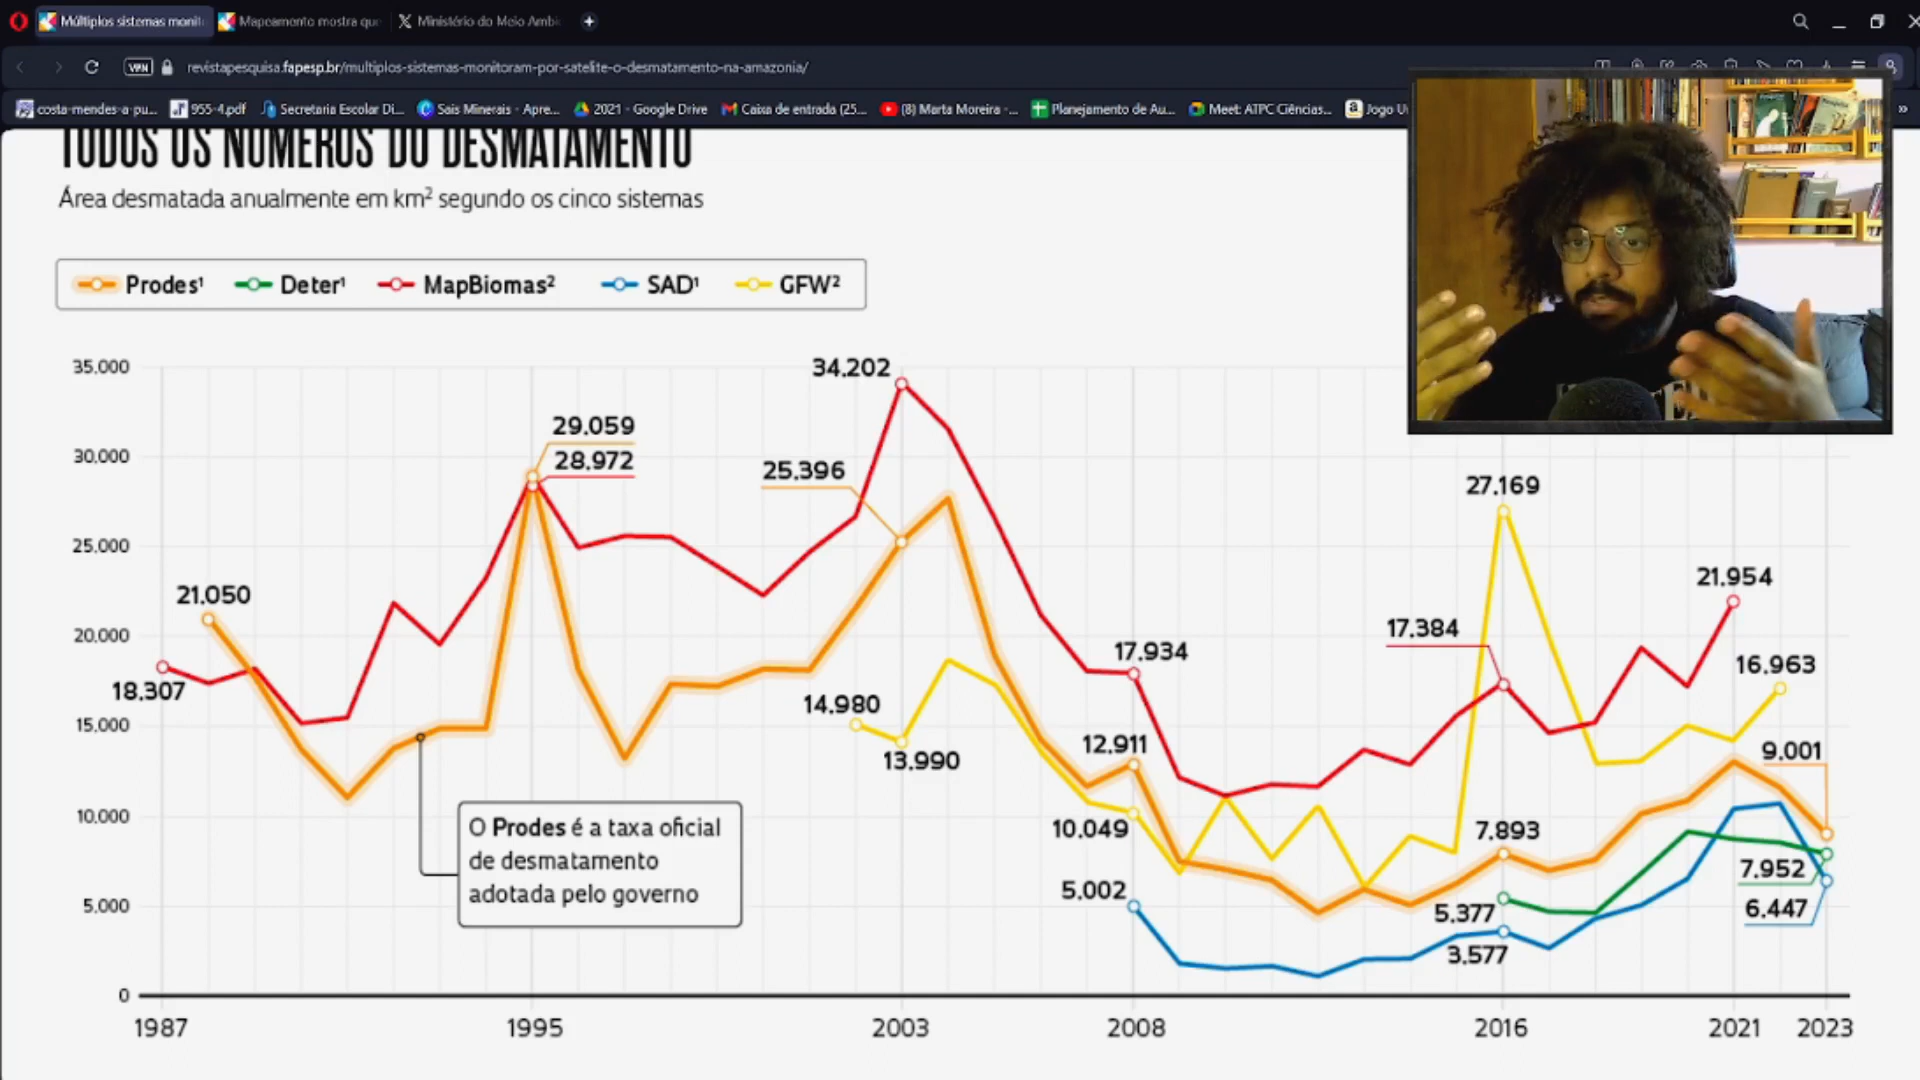 Múltiplos sistemas monit
Mapeamento mostra qu
Ministério do Meio Ambi
VPN
revistapesquisa.fapesp.br/multiplos-sistemas-monitoram-por-satelite-o-desmatamento-na-amazonia/
costa-mendes-a-pu...
955-4.pdf
Secretaria Escolar Di...
Sais Minerais - Apre...
2021 - Google Drive
Caixa de entrada (25...
(8) Marta Moreira -...
Planejamento de Au...
Meet: ATPC Ciências...
Jogo U
»
TODOS OS NÚMEROS DO DESMATAMENTO
Área desmatada anualmente em km² segundo os cinco sistemas
Prodes¹ Deter¹ MapBiomas² SAD¹ GFW²
35.000
30.000
25.000
20.000
15.000
10.000
5.000
0
34.202
29.059
28.972
25.396
27.169
21.050
21.954
17.384
18.307
17.934
16.963
14.980
13.990
12.911
9.001
10.049
7.893
7.952
5.002
5.377
6.447
3.577
O Prodes é a taxa oficial
de desmatamento
adotada pelo governo
1987 1995 2003 2008 2016 2021 2023